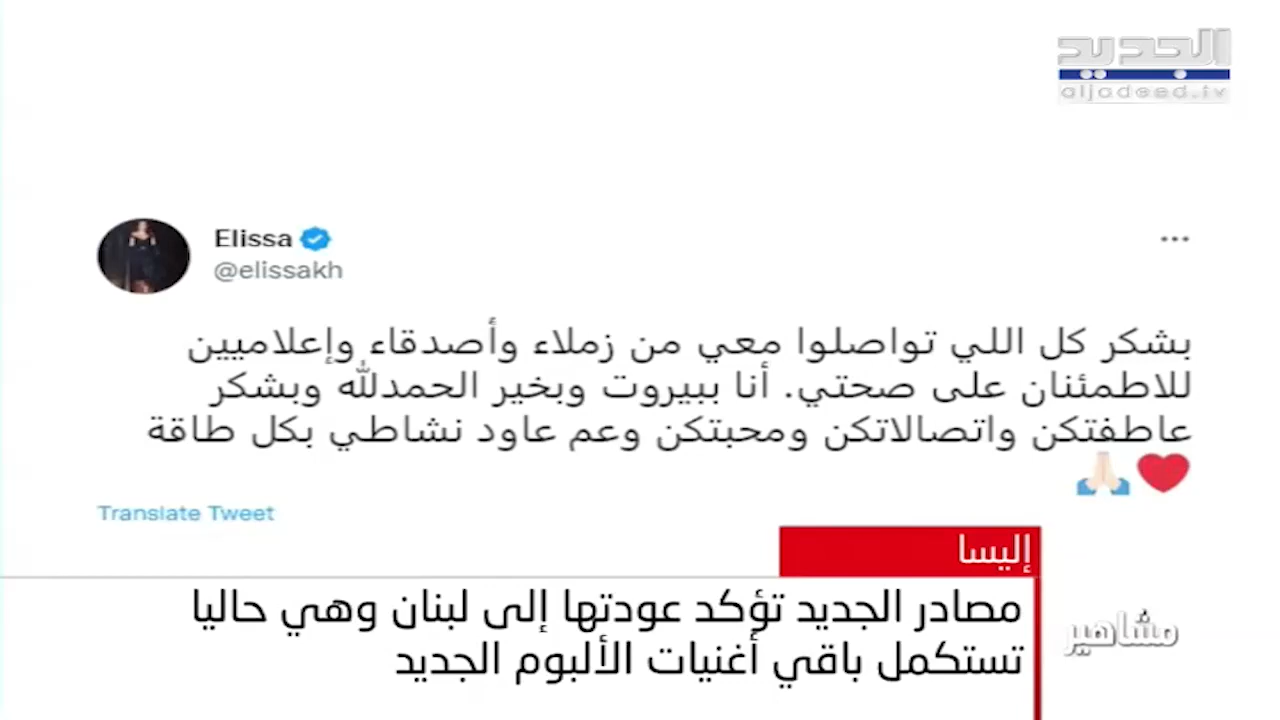 الجديد
aljadeed.tv
Elissa
@elissakh
بشكر كل اللي تواصلوا معي من زملاء وأصدقاء وإعلاميين
للاطمئنان على صحتي. أنا ببيروت وبخير الحمدلله وبشكر
عاطفتكن واتصالاتكن ومحبتكن وعم عاود نشاطي بكل طاقة
❤️🙏🏻
Translate Tweet
إليسا
مصادر الجديد تؤكد عودتها إلى لبنان وهي حاليا
تستكمل باقي أغنيات الألبوم الجديد
مشاهير